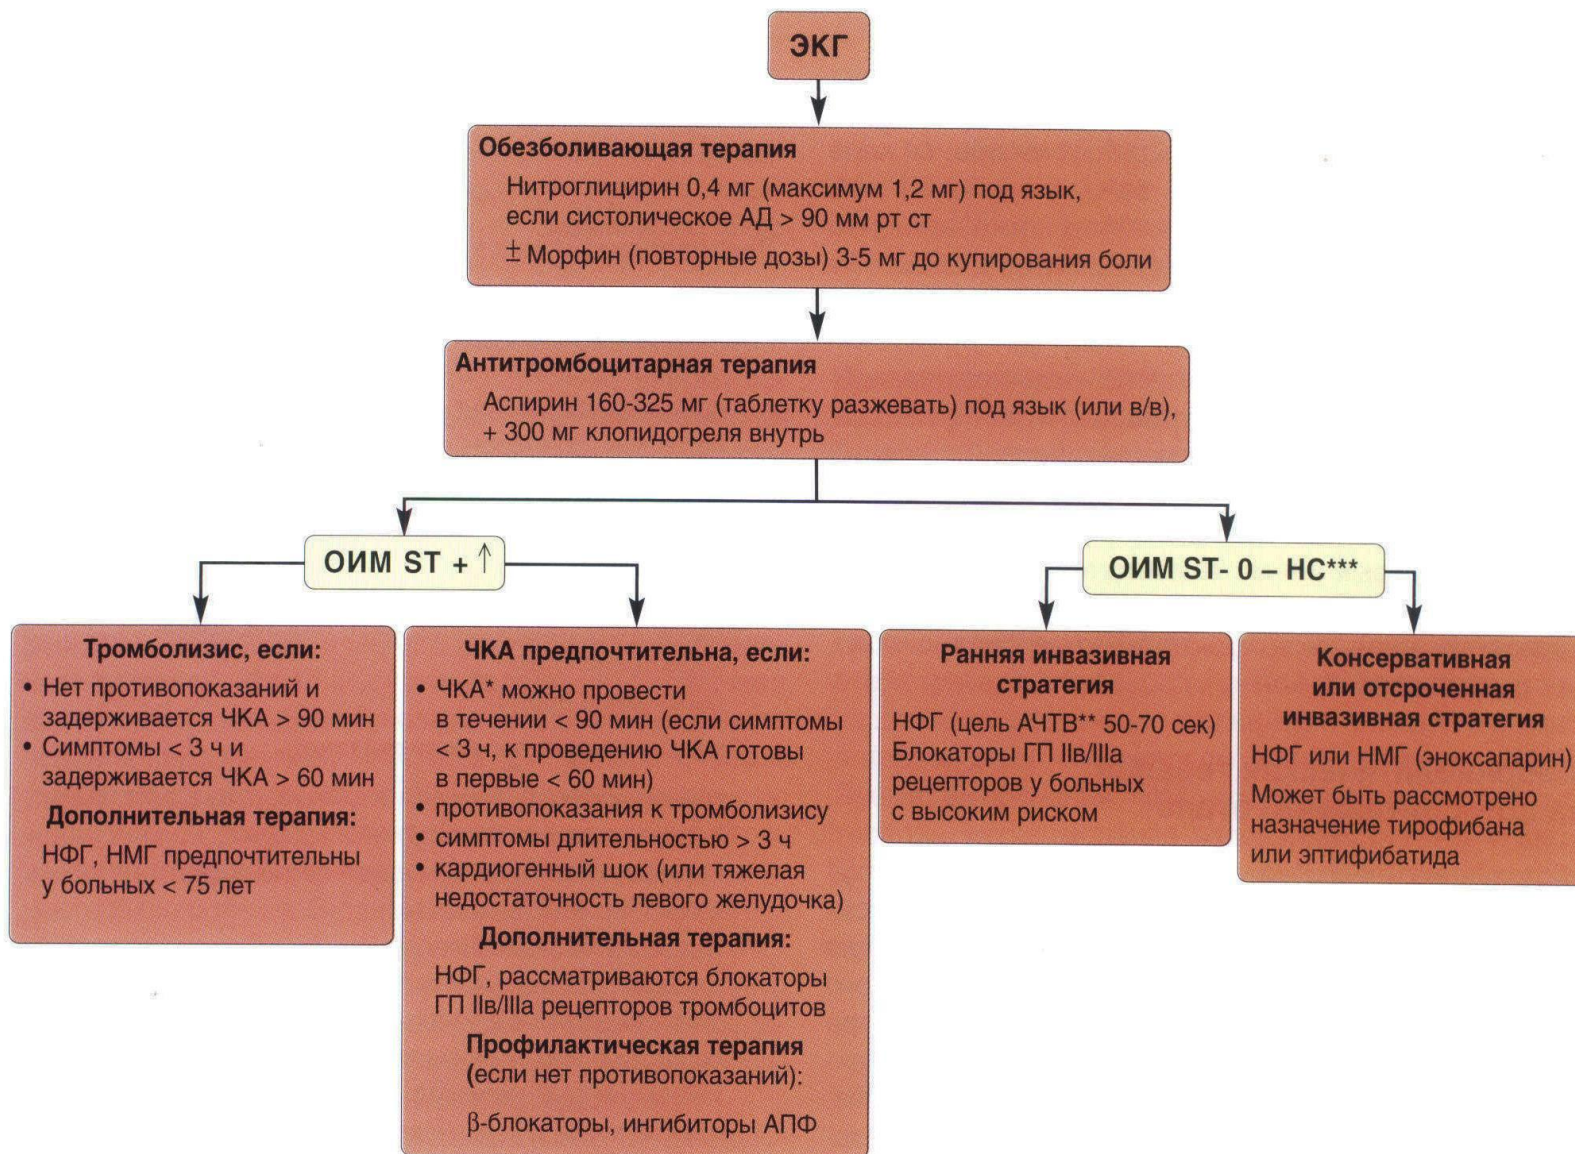 ЭКГ
Обезболивающая терапия
Нитроглицирин 0,4 мг (максимум 1,2 мг) под язык,
если систолическое АД > 90 мм рт ст
± Морфин (повторные дозы) 3-5 мг до купирования боли
Антитромбоцитарная терапия
Аспирин 160-325 мг (таблетку разжевать) под язык (или в/в),
+ 300 мг клопидогреля внутрь
ОИМ ST + ↑
ОИМ ST- 0 – НС***
Тромболизис, если:
• Нет противопоказаний и
задерживается ЧКА > 90 мин
• Симптомы < 3 ч и
задерживается ЧКА > 60 мин
Дополнительная терапия:
НФГ, НМГ предпочтительны
у больных < 75 лет
ЧКА предпочтительна, если:
• ЧКА* можно провести
в течении < 90 мин (если симптомы
< 3 ч, к проведению ЧКА готовы
в первые < 60 мин)
• противопоказания к тромболизису
• симптомы длительностью > 3 ч
• кардиогенный шок (или тяжелая
недостаточность левого желудочка)
Дополнительная терапия:
НФГ, рассматриваются блокаторы
ГП IIв/IIIа рецепторов тромбоцитов
Профилактическая терапия
(если нет противопоказаний):
β-блокаторы, ингибиторы АПФ
Ранняя инвазивная
стратегия
НФГ (цель АЧТВ** 50-70 сек)
Блокаторы ГП IIв/IIIа
рецепторов у больных
с высоким риском
Консервативная
или отсроченная
инвазивная стратегия
НФГ или НМГ (эноксапарин)
Может быть рассмотрено
назначение тирофибана
или эптифибатида